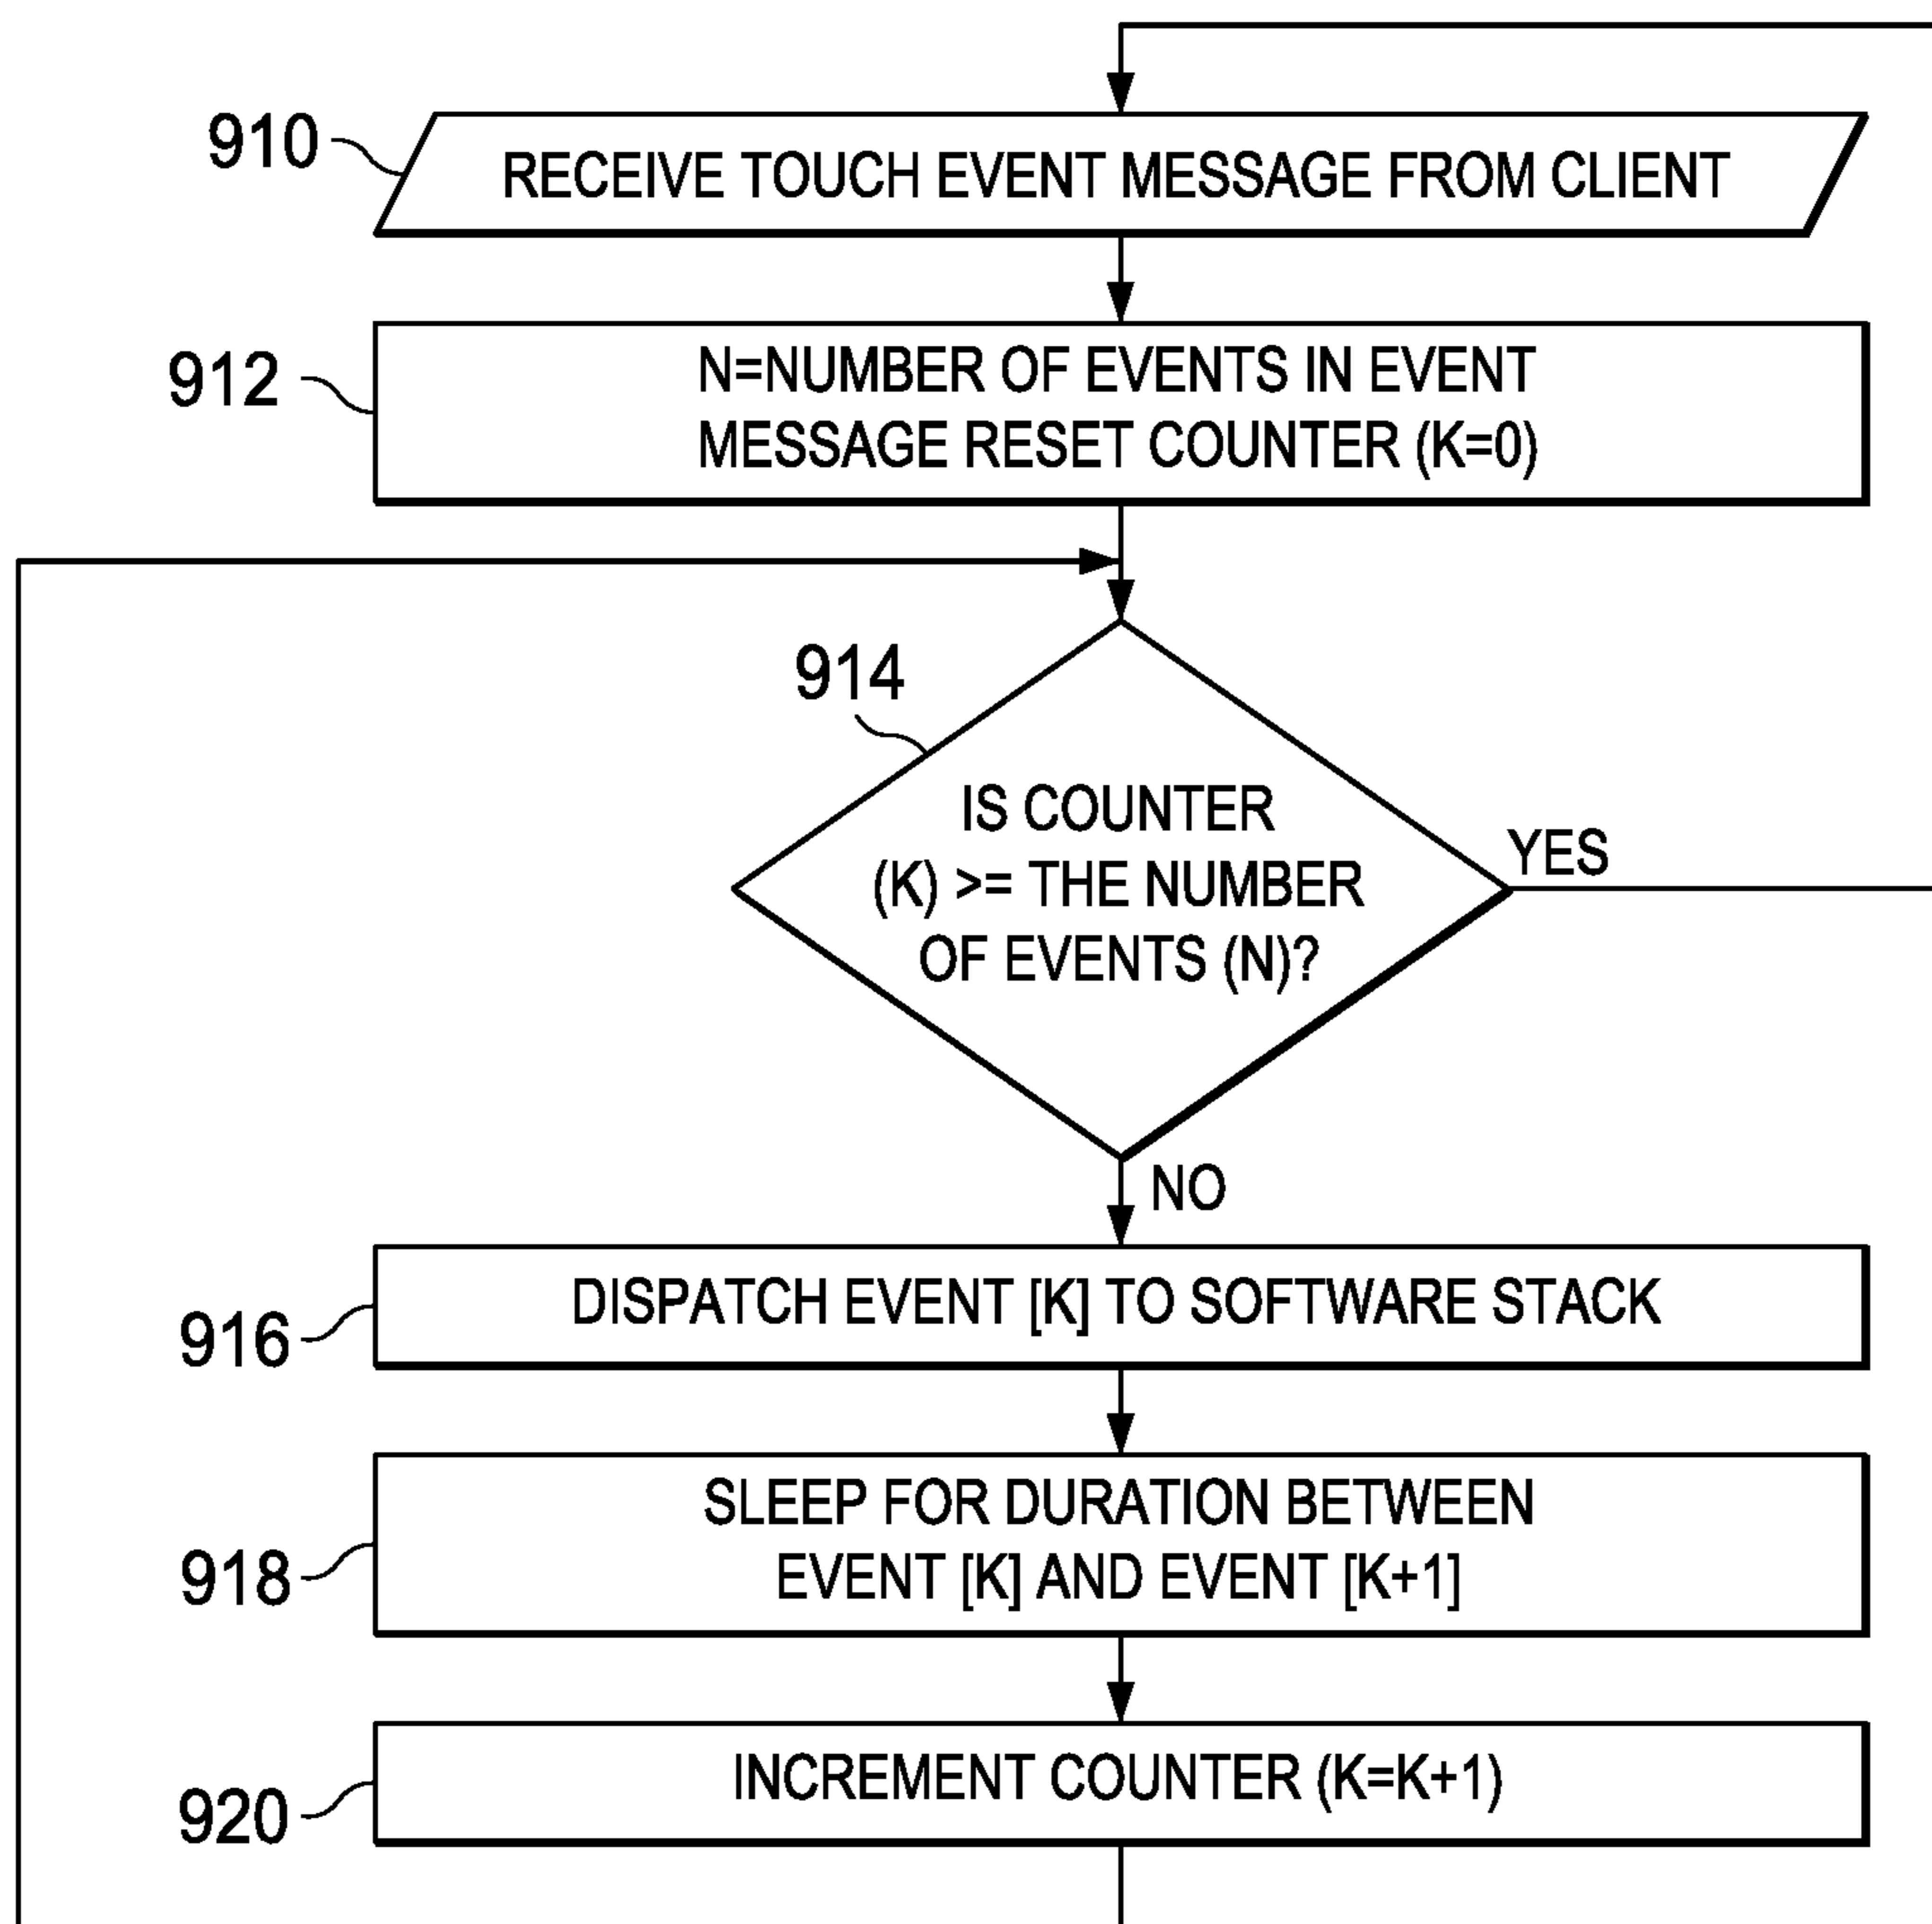 910
RECEIVE TOUCH EVENT MESSAGE FROM CLIENT
912
N=NUMBER OF EVENTS IN EVENT
MESSAGE RESET COUNTER (K=0)
914
IS COUNTER
(K) >= THE NUMBER
OF EVENTS (N)?
YES
NO
916
DISPATCH EVENT [K] TO SOFTWARE STACK
918
SLEEP FOR DURATION BETWEEN
EVENT [K] AND EVENT [K+1]
920
INCREMENT COUNTER (K=K+1)